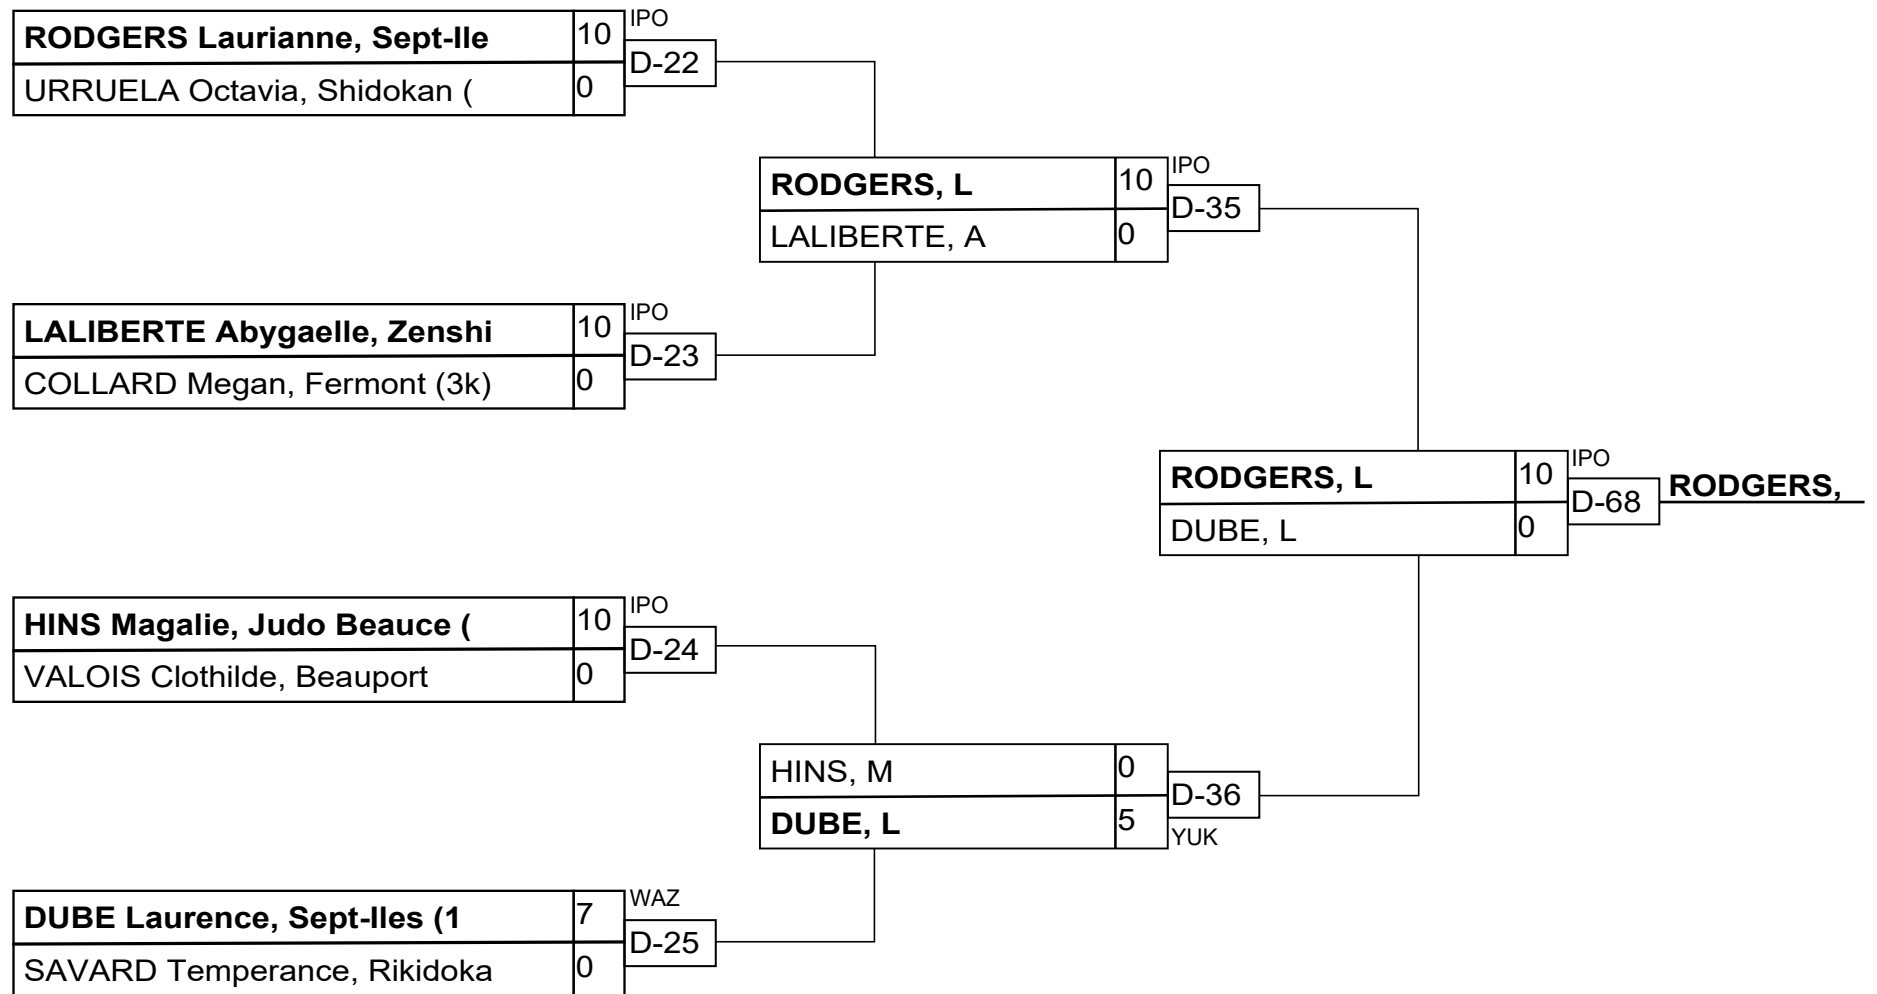 RODGERS Laurianne, Sept-Ile 10 IPO
D-22
URRUELA Octavia, Shidokan ( 0
RODGERS, L 10 IPO
D-35
LALIBERTE, A 0
LALIBERTE Abygaelle, Zenshi 10 IPO
D-23
COLLARD Megan, Fermont (3k) 0
RODGERS, L 10 IPO
D-68 RODGERS,
DUBE, L 0
HINS Magalie, Judo Beauce ( 10 IPO
D-24
VALOIS Clothilde, Beauport 0
HINS, M 0
D-36
DUBE, L 5 YUK
DUBE Laurence, Sept-Iles (1 7 WAZ
D-25
SAVARD Temperance, Rikidoka 0